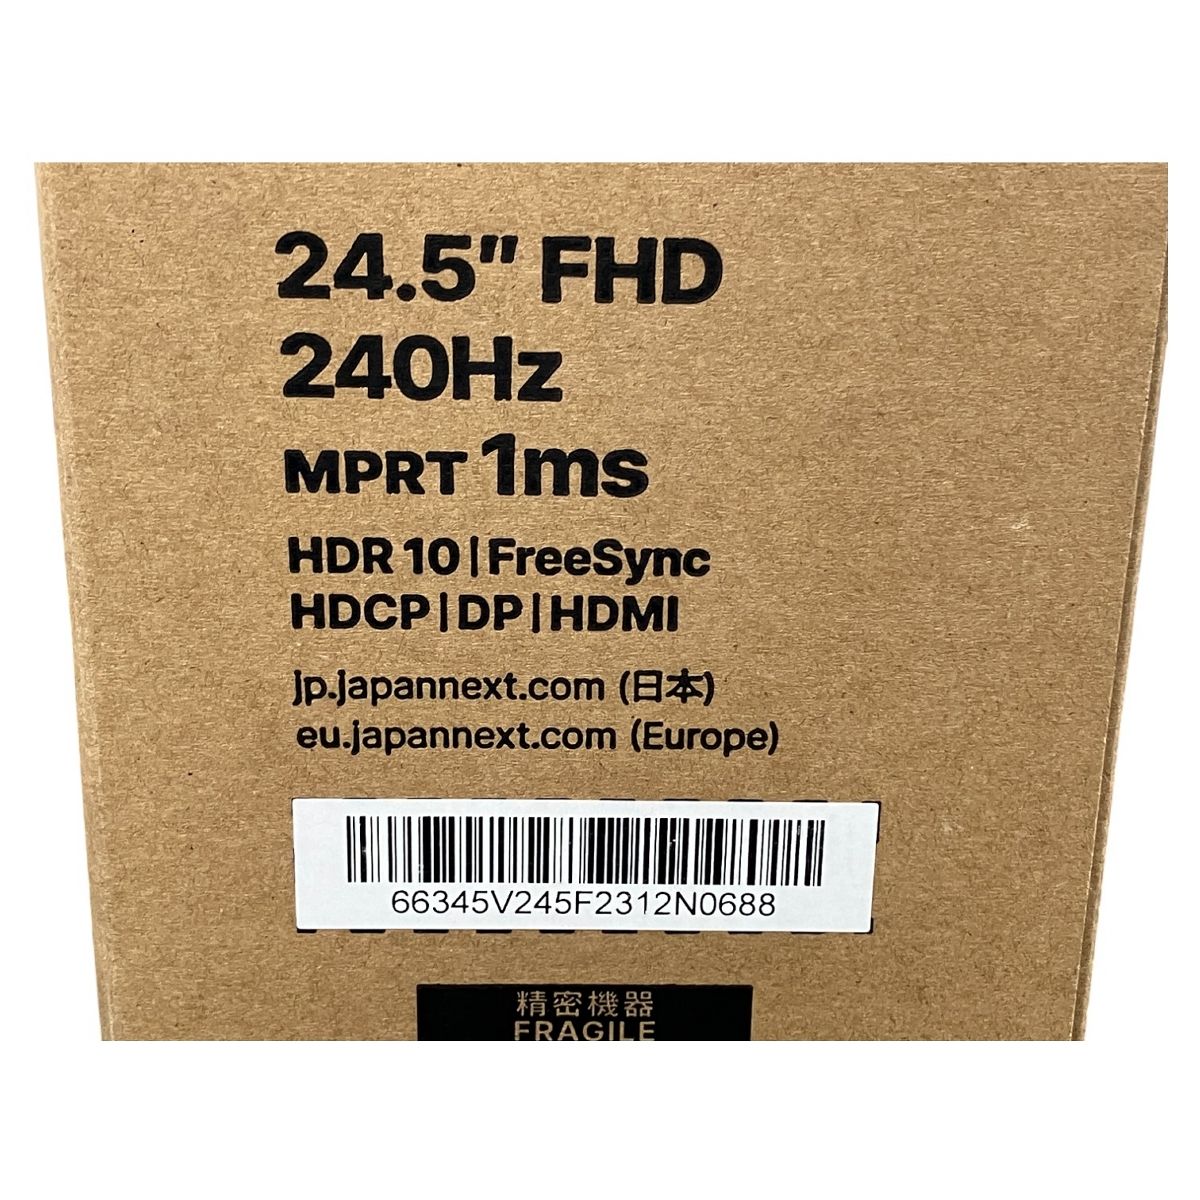 24.5" FHD
240Hz
MPRT 1ms
HDR 10 | FreeSync
HDCP | DP | HDMI
jp.japannext.com (日本)
eu.japannext.com (Europe)
66345V245F2312N0688
精密機器
FRAGILE